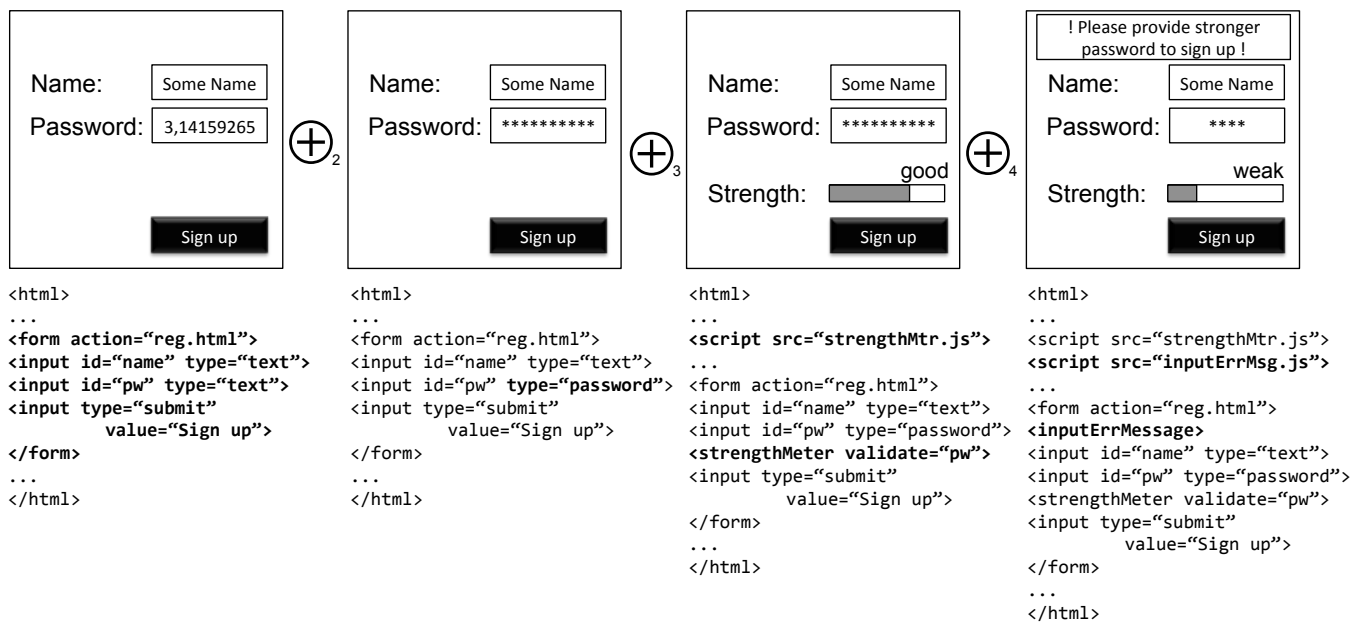 Name:
Some Name
Password:
3,14159265
Sign up
⊕2
Name:
Some Name
Password:
**********
Sign up
⊕3
Name:
Some Name
Password:
**********
good
Strength:
Sign up
⊕4
! Please provide stronger
password to sign up !
Name:
Some Name
Password:
****
weak
Strength:
Sign up
<html>
...
<form action=“reg.html”>
<input id=“name” type=“text”>
<input id=“pw” type=“text”>
<input type=“submit”
value=“Sign up”>
</form>
...
</html>
<html>
...
<form action=“reg.html”>
<input id=“name” type=“text”>
<input id=“pw” type=“password”>
<input type=“submit”
value=“Sign up”>
</form>
...
</html>
<html>
...
<script src=“strengthMtr.js”>
...
<form action=“reg.html”>
<input id=“name” type=“text”>
<input id=“pw” type=“password”>
<strengthMeter validate=“pw”>
<input type=“submit”
value=“Sign up”>
</form>
...
</html>
<html>
...
<script src=“strengthMtr.js”>
<script src=“inputErrMsg.js”>
...
<form action=“reg.html”>
<inputErrMessage>
<input id=“name” type=“text”>
<input id=“pw” type=“password”>
<strengthMeter validate=“pw”>
<input type=“submit”
value=“Sign up”>
</form>
...
</html>